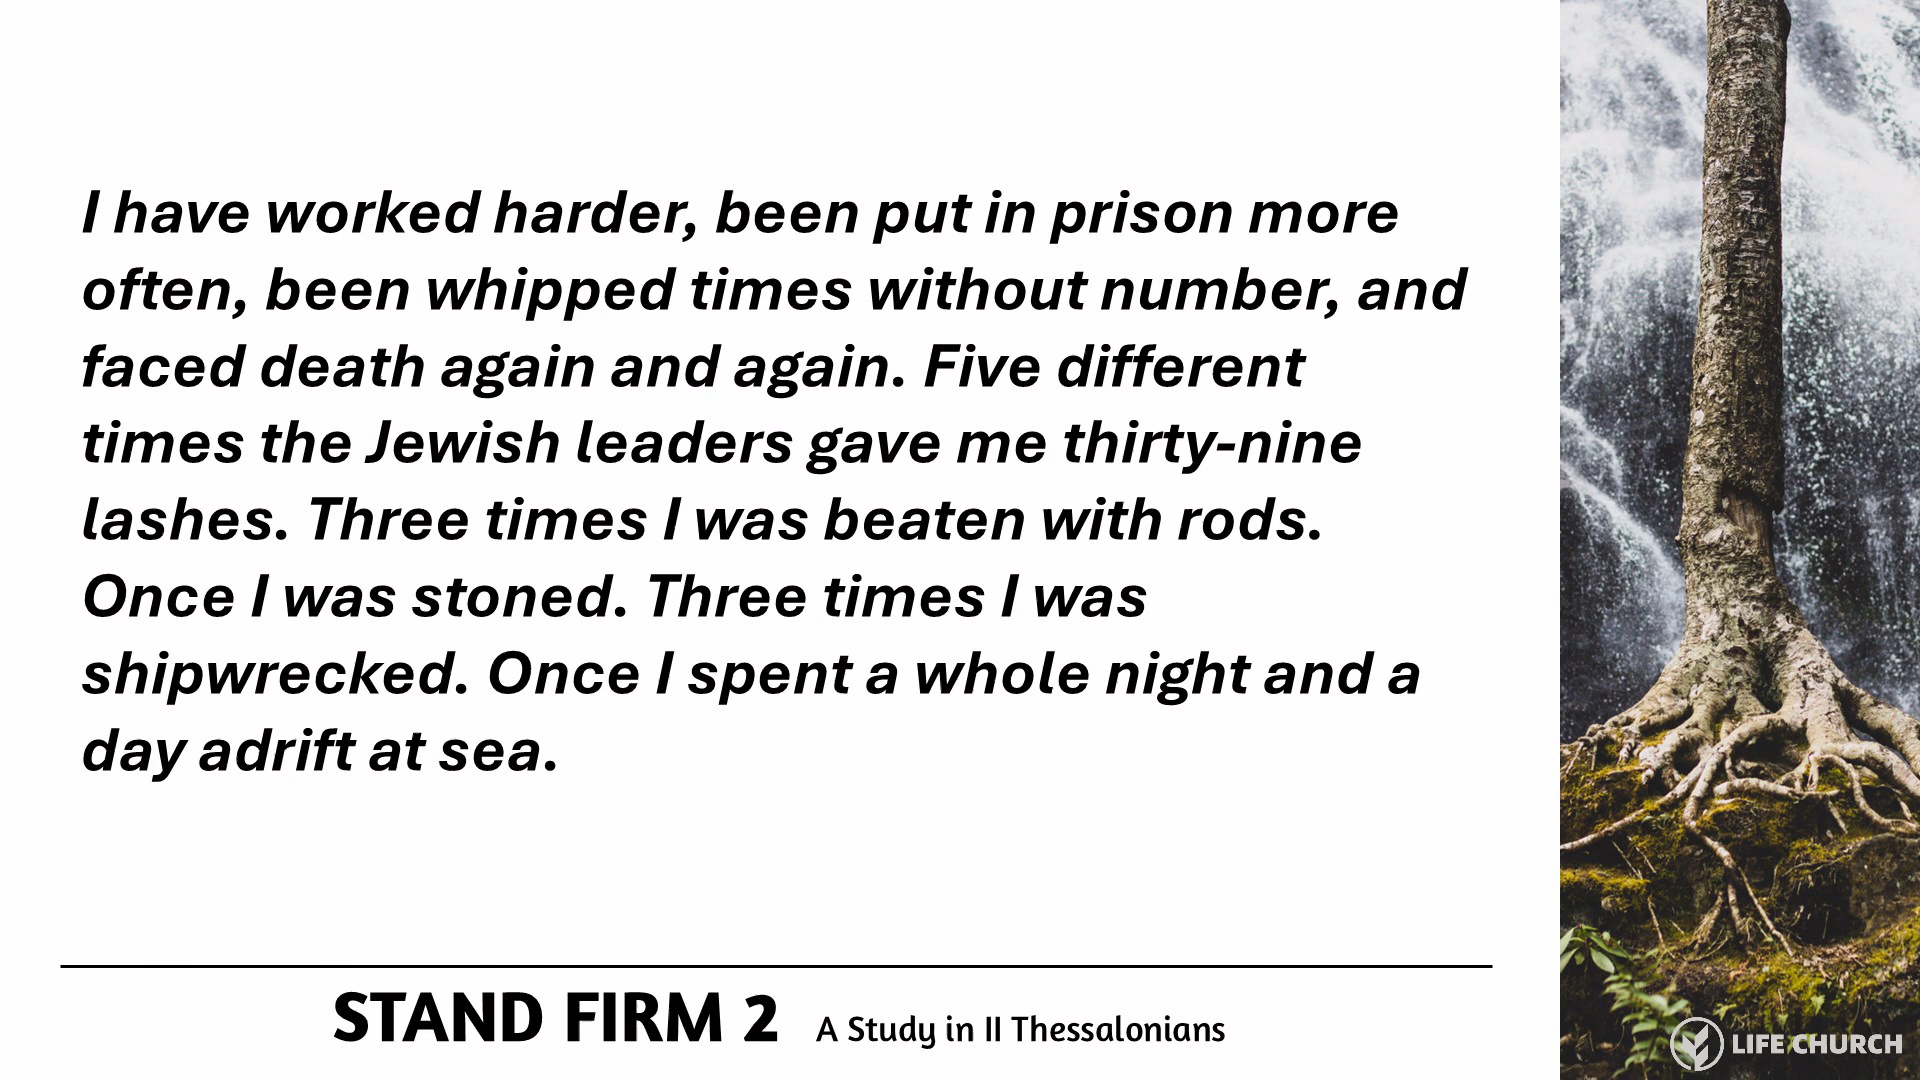 I have worked harder, been put in prison more
often, been whipped times without number, and
faced death again and again. Five different
times the Jewish leaders gave me thirty-nine
lashes. Three times I was beaten with rods.
Once I was stoned. Three times I was
shipwrecked. Once I spent a whole night and a
day adrift at sea.
STAND FIRM 2 A Study in II Thessalonians
LIFE CHURCH